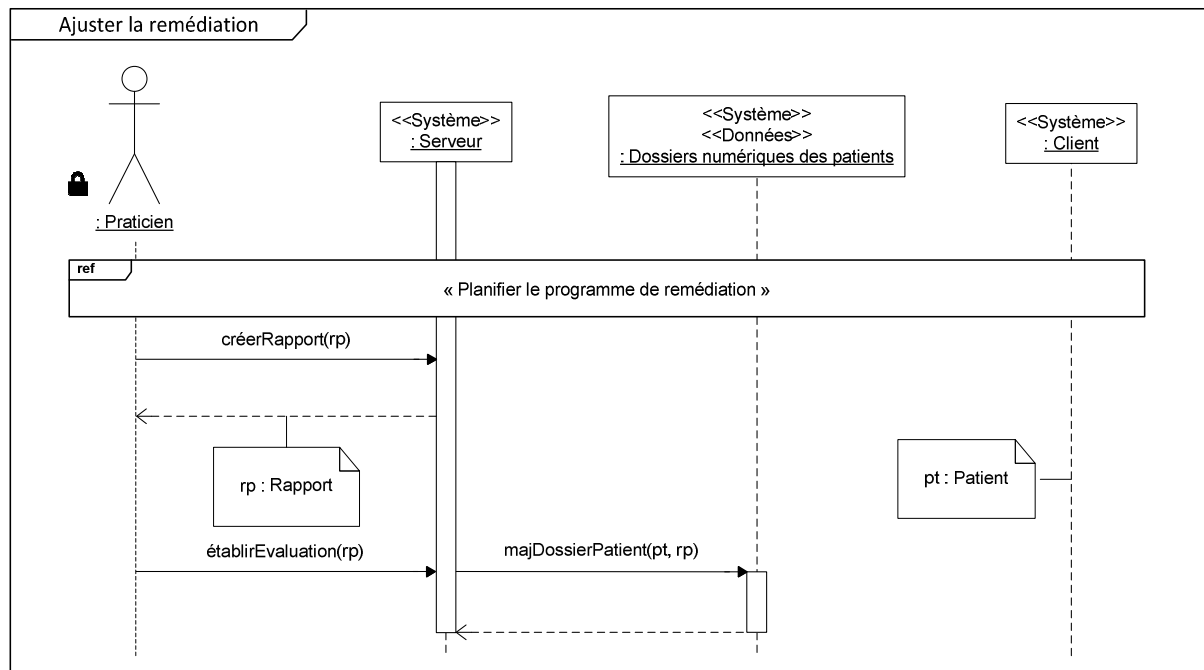 Ajuster la remédiation
<<Système>>
: Serveur
<<Système>>
<<Données>>
: Dossiers numériques des patients
<<Système>>
: Client
: Praticien
ref
« Planifier le programme de remédiation »
créerRapport(rp)
rp : Rapport
pt : Patient
établirEvaluation(rp)
majDossierPatient(pt, rp)